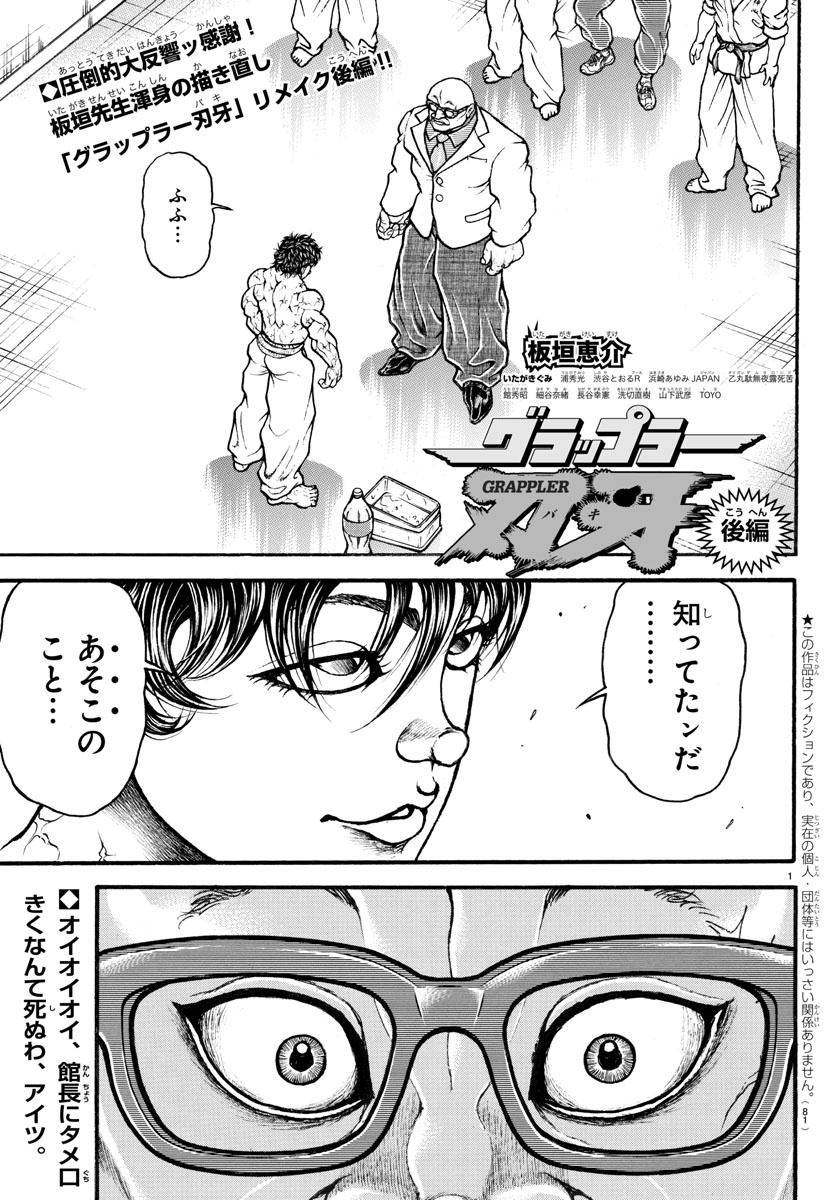 ◆圧倒的大反響ッ感謝!
板垣先生渾身の描き直し
「グラップラー刃牙」リメイク後編!!
ふふ…
板垣恵介
いたがきぐみ 浦秀光 渋谷とおるR 浜崎あゆみJAPAN 乙丸駄無夜露死苦
館秀昭 細谷奈緒 長谷幸憲 洗切直樹 山下武彦 TOYO
グラップラー
GRAPPLER
刃牙
バキ
後編
知ってたンだ
………
あそこの
こと…
★この作品はフィクションであり、実在の個人・団体等にはいっさい関係ありません。(81)
1
◆オイオイオイ、館長にタメ口
きくなんて死ぬわ、アイツ。